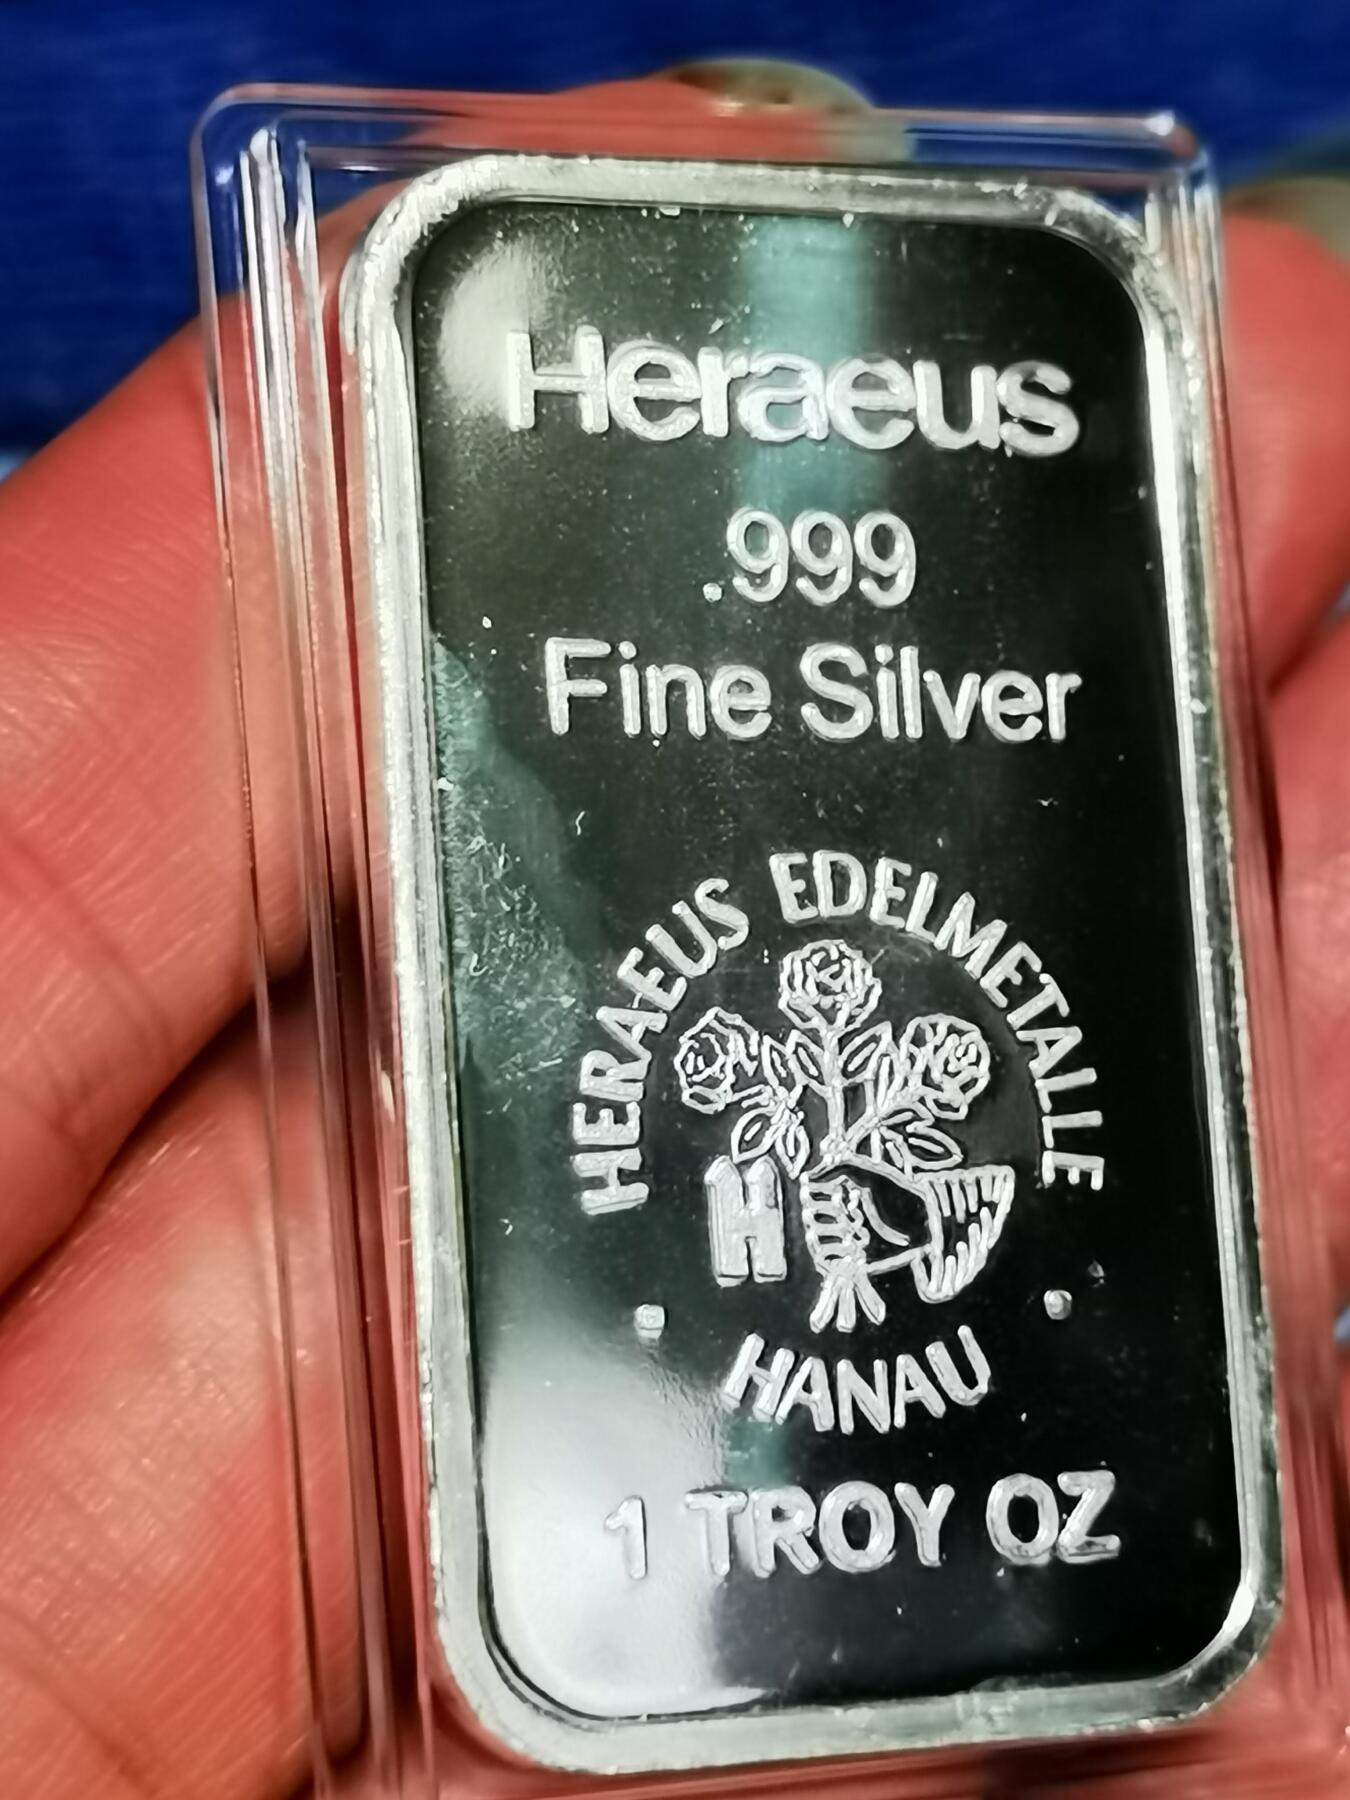 Heraeus
.999
Fine Silver
HERAEUS EDELMETALLE
H
· HANAU ·
1 TROY OZ